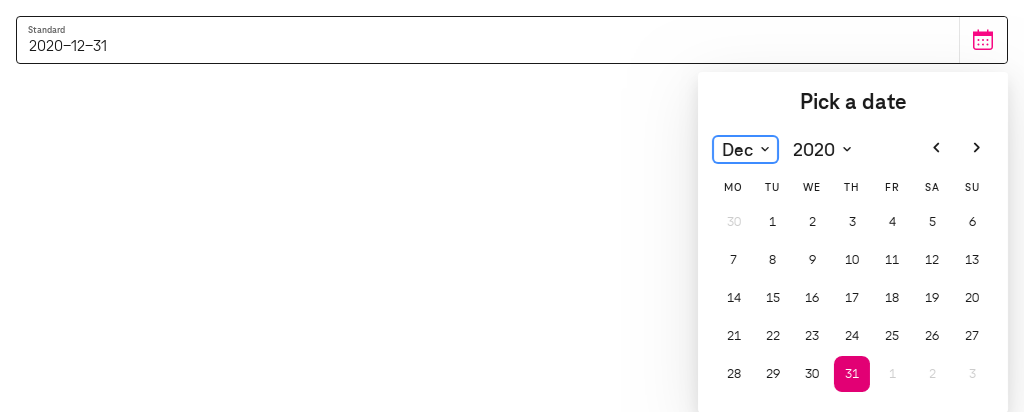 Standard
2020–12–31
Pick a date
Dec 2020
MO TU WE TH FR SA SU
30 1 2 3 4 5 6
7 8 9 10 11 12 13
14 15 16 17 18 19 20
21 22 23 24 25 26 27
28 29 30 31 1 2 3